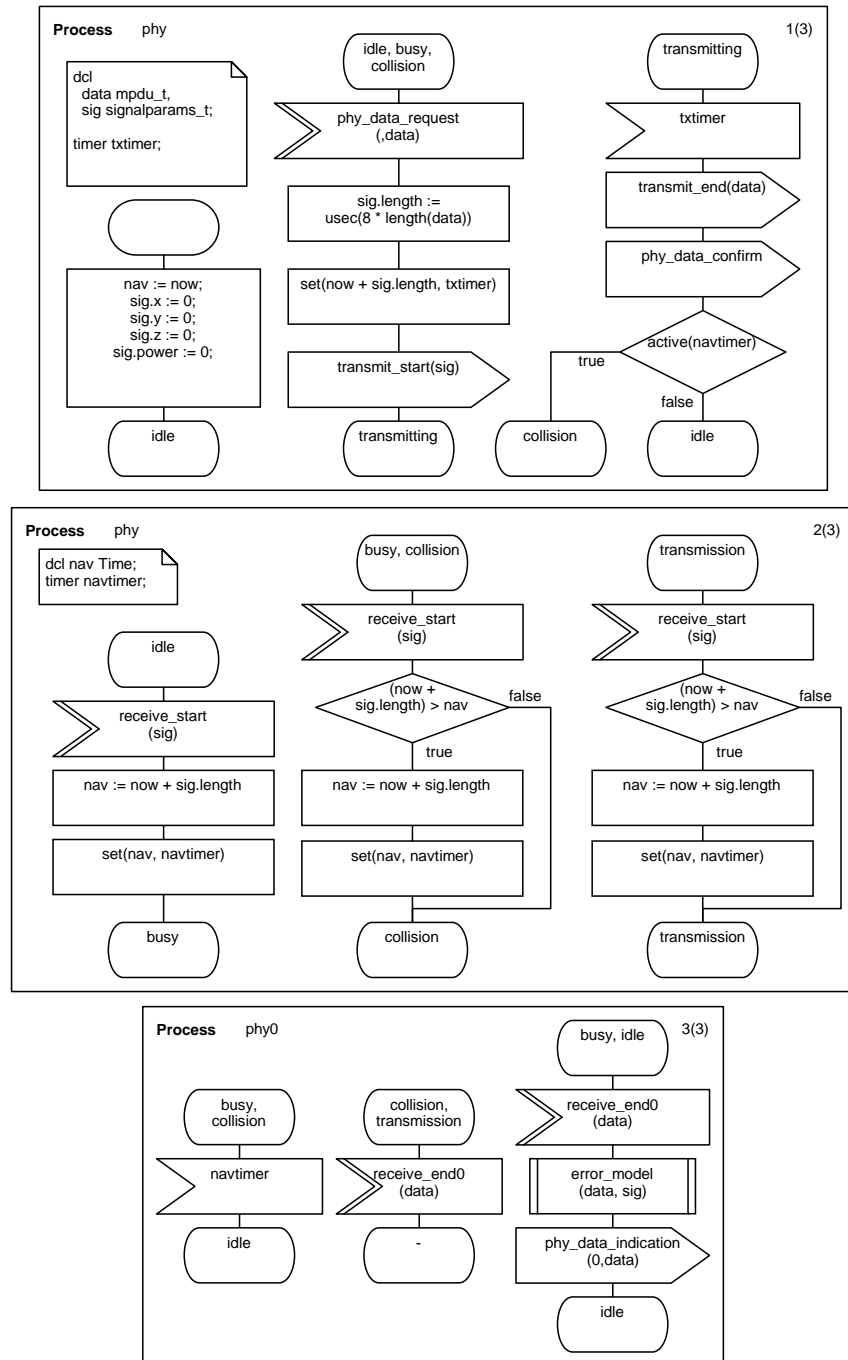 Process phy 1(3)
dcl
data mpdu_t,
sig signalparams_t;
timer txtimer;
nav := now;
sig.x := 0;
sig.y := 0;
sig.z := 0;
sig.power := 0;
idle
idle, busy,
collision
phy_data_request
(,data)
sig.length :=
usec(8 * length(data))
set(now + sig.length, txtimer)
transmit_start(sig)
transmitting
transmitting
txtimer
transmit_end(data)
phy_data_confirm
active(navtimer)
true
false
collision
idle
Process phy 2(3)
dcl nav Time;
timer navtimer;
idle
receive_start
(sig)
nav := now + sig.length
set(nav, navtimer)
busy
busy, collision
receive_start
(sig)
(now +
sig.length) > nav
false
true
nav := now + sig.length
set(nav, navtimer)
collision
transmission
receive_start
(sig)
(now +
sig.length) > nav
false
true
nav := now + sig.length
set(nav, navtimer)
transmission
Process phy0 3(3)
busy,
collision
navtimer
idle
collision,
transmission
receive_end0
(data)
-
busy, idle
receive_end0
(data)
error_model
(data, sig)
phy_data_indication
(0,data)
idle